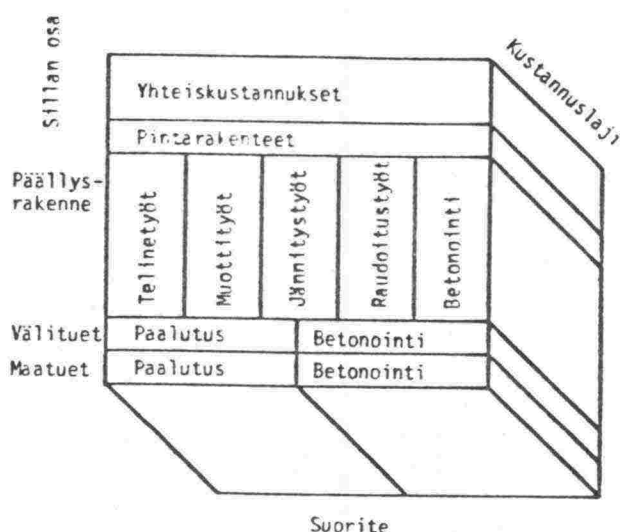 Sillan osa
Kustannuslaji
Yhteiskustannukset
Pintarakenteet
Päällys-
rakenne
Telinetyöt
Muottityöt
Jännitystyöt
Raudoitustyöt
Betonointi
Välituet
Paalutus
Betonointi
Maatuet
Paalutus
Betonointi
Suorite